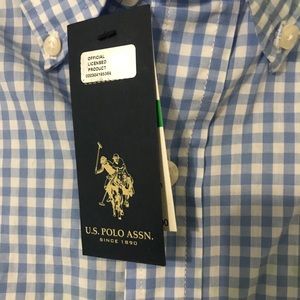 OFFICIAL
LICENSED
PRODUCT
U.S. POLO ASSN.
SINCE 1890